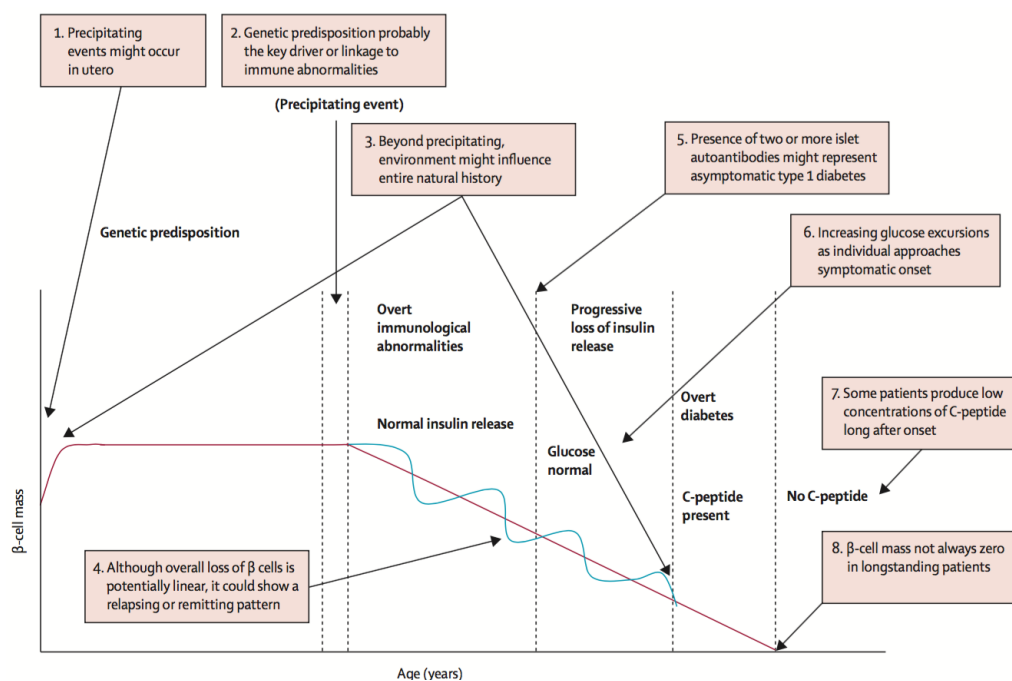 1. Precipitating
events might occur
in utero
2. Genetic predisposition probably
the key driver or linkage to
immune abnormalities
(Precipitating event)
3. Beyond precipitating,
environment might influence
entire natural history
5. Presence of two or more islet
autoantibodies might represent
asymptomatic type 1 diabetes
Genetic predisposition
6. Increasing glucose excursions
as individual approaches
symptomatic onset
Overt
immunological
abnormalities
Progressive
loss of insulin
release
Normal insulin release
Glucose
normal
Overt
diabetes
7. Some patients produce low
concentrations of C-peptide
long after onset
C-peptide
present
No C-peptide
β-cell mass
4. Although overall loss of β cells is
potentially linear, it could show a
relapsing or remitting pattern
8. β-cell mass not always zero
in longstanding patients
Age (years)